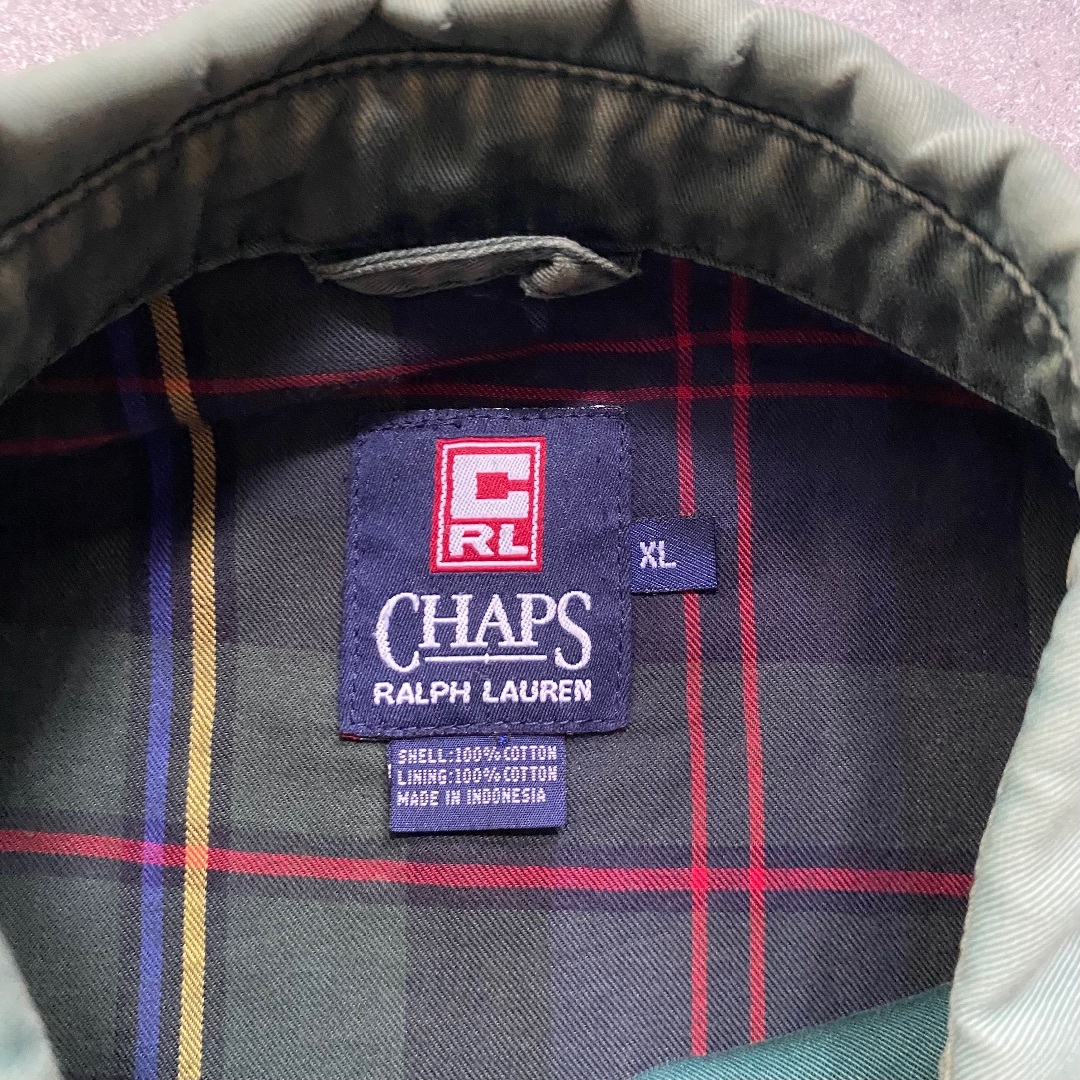 C
RL
XL
CHAPS
RALPH LAUREN
SHELL:100% COTTON
LINING:100% COTTON
MADE IN INDONESIA